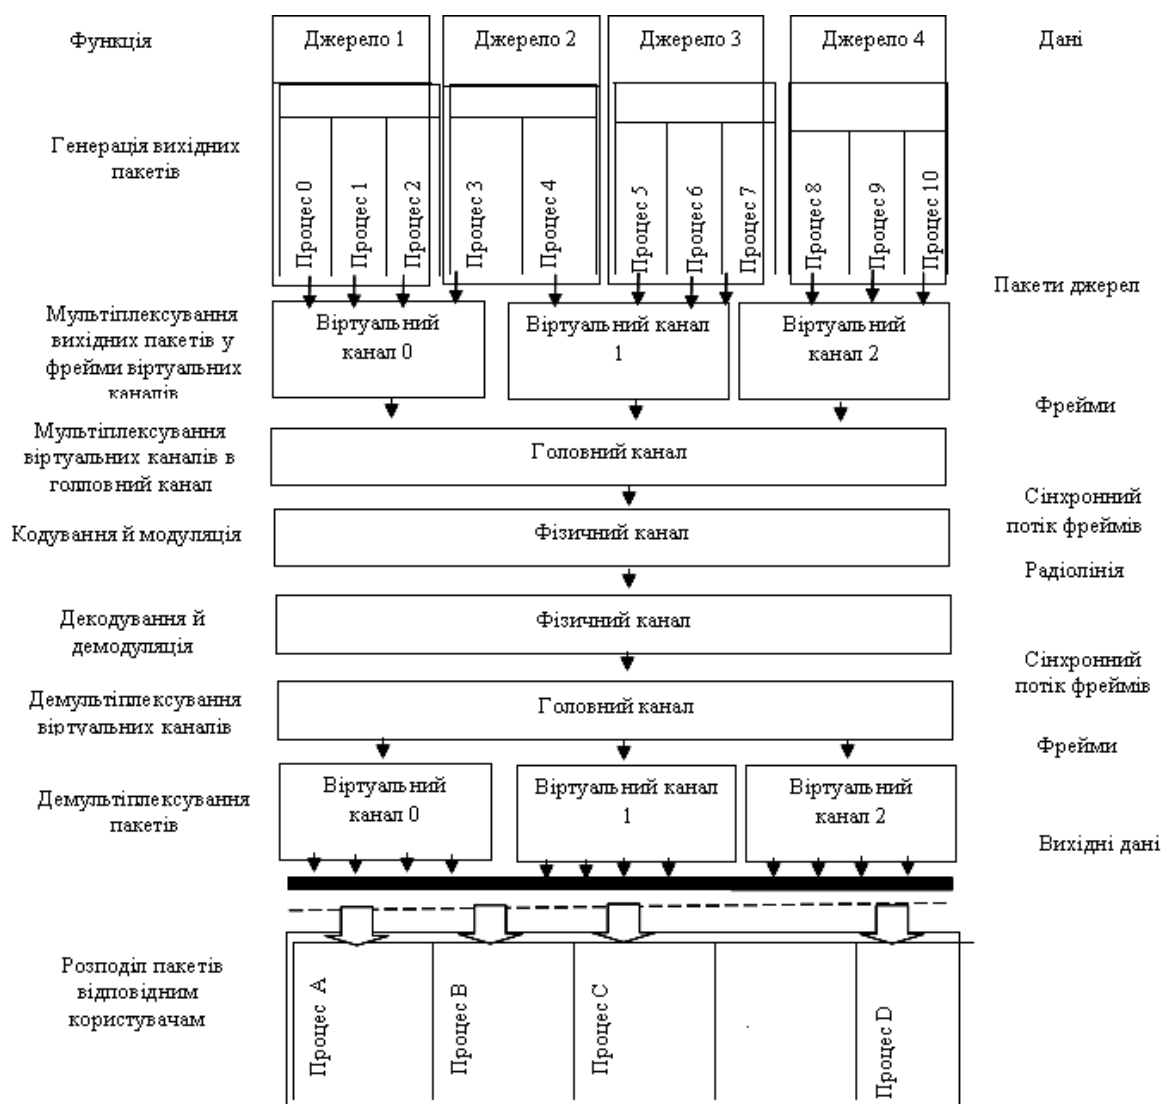 Функція
Джерело 1
Джерело 2
Джерело 3
Джерело 4
Дані
Генерація вихідних
пакетів
Процес 0
Процес 1
Процес 2
Процес 3
Процес 4
Процес 5
Процес 6
Процес 7
Процес 8
Процес 9
Процес 10
Пакети джерел
Мультіплексування
вихідних пакетів у
фрейми віртуальних
каналів
Віртуальний
канал 0
Віртуальний канал
1
Віртуальний
канал 2
Фрейми
Мультіплексування
віртуальних каналів в
голповний канал
Головний канал
Сінхронний
потік фреймів
Кодування й модуляція
Фізичний канал
Радіолінія
Декодування й
демодуляція
Фізичний канал
Сінхронний
потік фреймів
Демультіплексування
віртуальних каналів
Головний канал
Фрейми
Демультіплексування
пакетів
Віртуальний
канал 0
Віртуальний канал
1
Віртуальний
канал 2
Вихідні дані
Розподіл пакетів
відповідним
користувачам
Процес A
Процес B
Процес C
Процес D